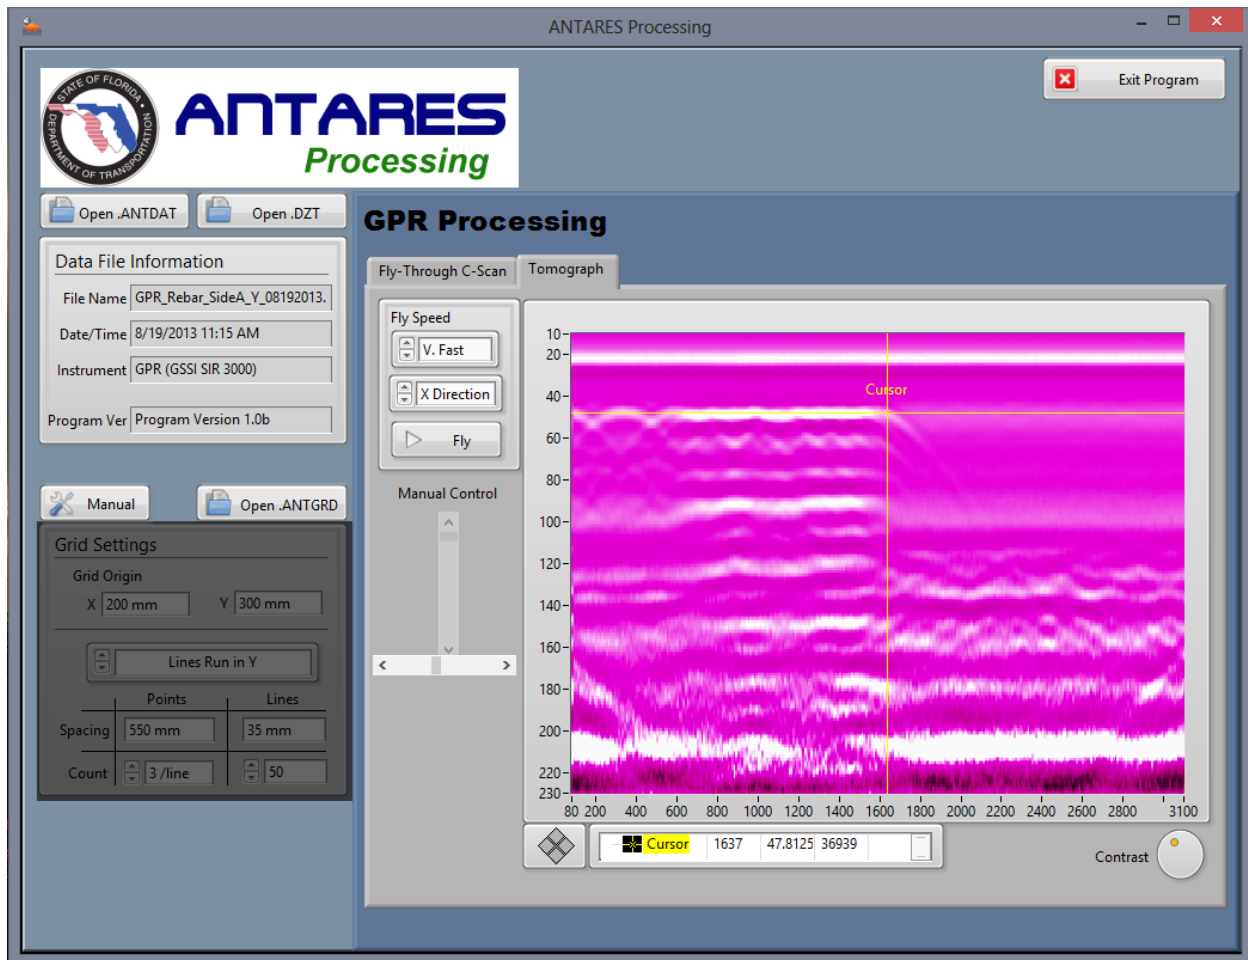 ANTARES Processing
STATE OF FLORIDA
DEPARTMENT OF TRANSPORTATION
ANTARES
Processing
Exit Program
Open .ANTDAT
Open .DZT
Data File Information
File Name GPR_Rebar_SideA_Y_08192013.
Date/Time 8/19/2013 11:15 AM
Instrument GPR (GSSI SIR 3000)
Program Ver Program Version 1.0b
Manual
Open .ANTGRD
Grid Settings
Grid Origin
X 200 mm Y 300 mm
Lines Run in Y
Points Lines
Spacing 550 mm 35 mm
Count 3 /line 50
GPR Processing
Fly-Through C-Scan Tomograph
Fly Speed
V. Fast
X Direction
Fly
Manual Control
10
20
40
60
80
100
120
140
160
180
200
220
230
Cursor
80 200 400 600 800 1000 1200 1400 1600 1800 2000 2200 2400 2600 2800 3100
Cursor 1637 47.8125 36939
Contrast